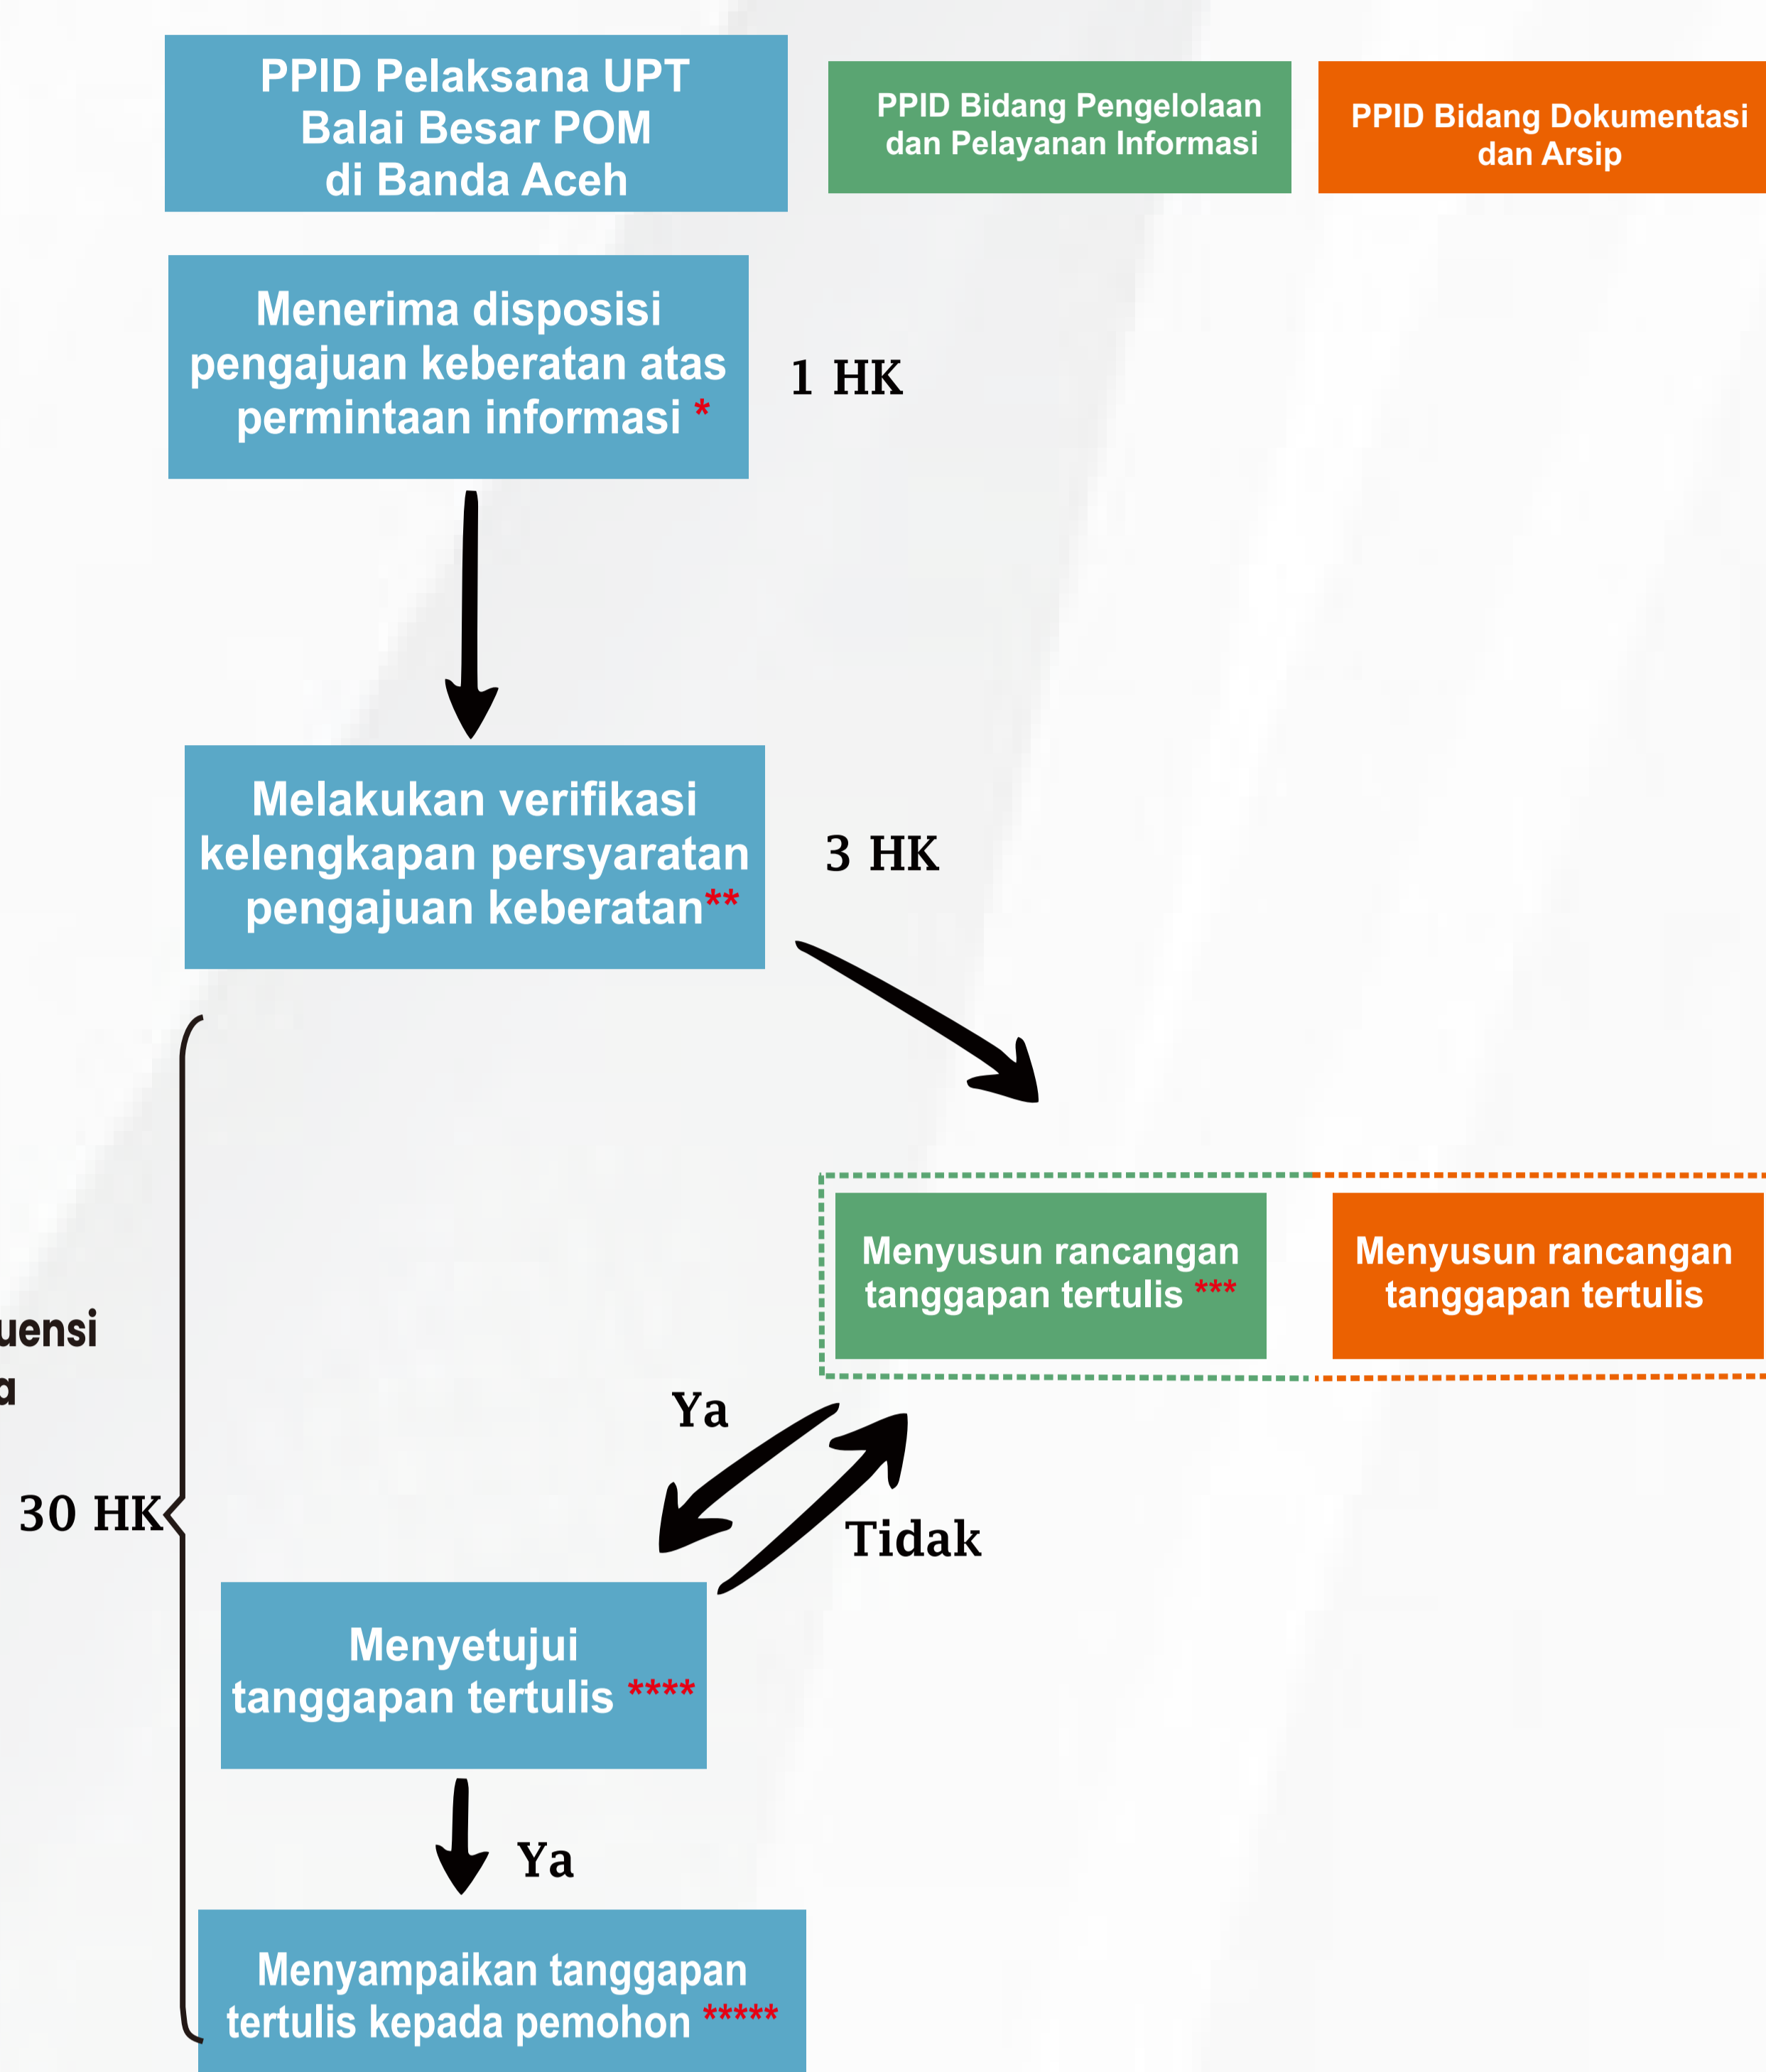 PPID Pelaksana UPT
Balai Besar POM
di Banda Aceh
PPID Bidang Pengelolaan
dan Pelayanan Informasi
PPID Bidang Dokumentasi
dan Arsip
Menerima disposisi
pengajuan keberatan atas
permintaan informasi *
1 HK
Melakukan verifikasi
kelengkapan persyaratan
pengajuan keberatan**
3 HK
Menyusun rancangan
tanggapan tertulis ***
Menyusun rancangan
tanggapan tertulis
Ya
Tidak
30 HK
Menyetujui
tanggapan tertulis ****
Ya
Menyampaikan tanggapan
tertulis kepada pemohon *****